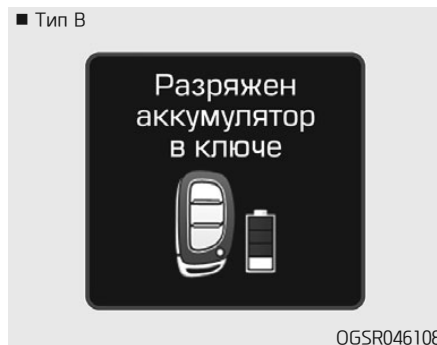 ■ Тип B
Разряжен
аккумулятор
в ключе
OGSR046108